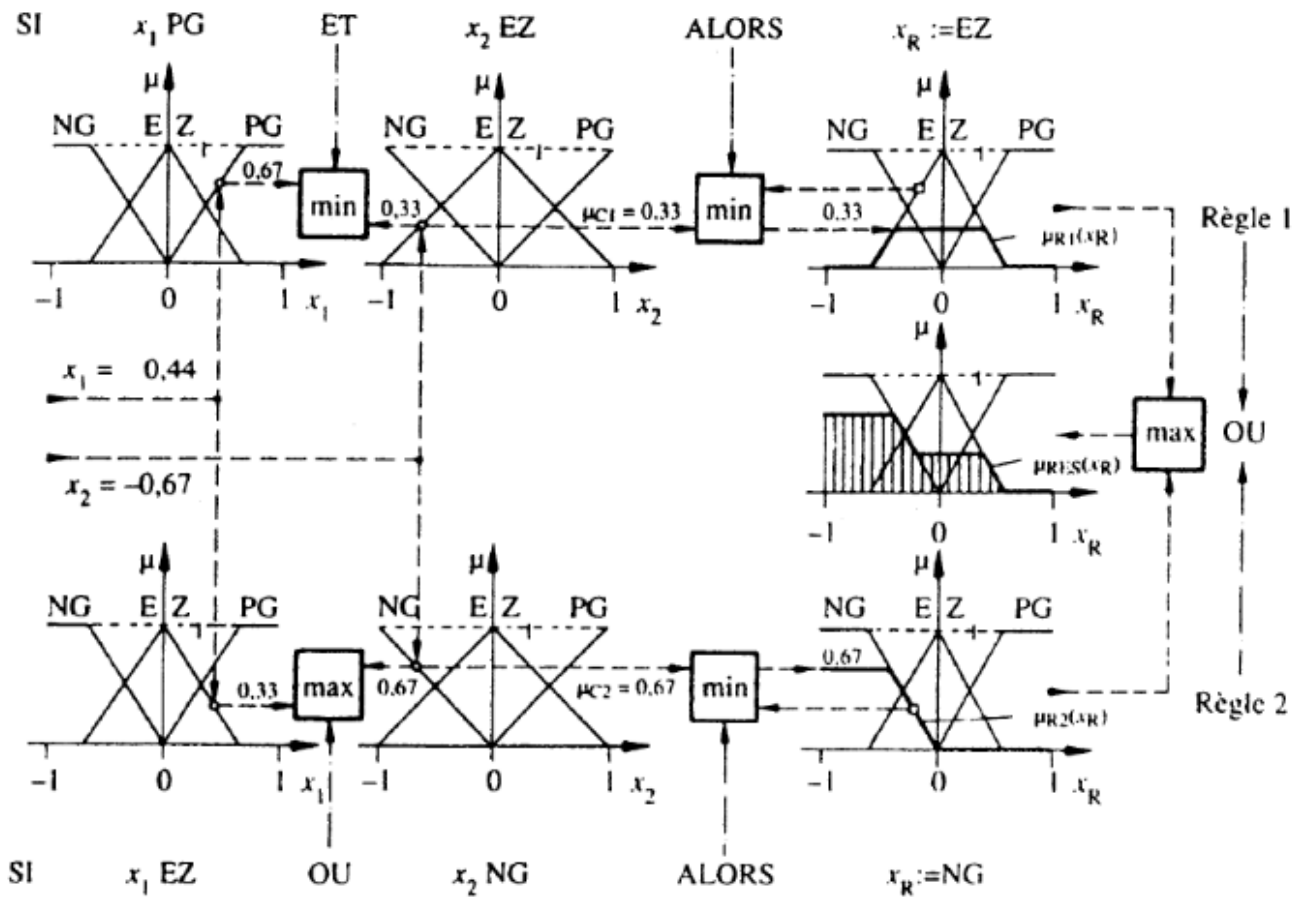 SI x₁ PG ET x₂ EZ ALORS x_R := EZ
μ μ μ
NG E Z PG NG E Z PG NG E Z PG
1 1 1
0,67 min 0,33 μC1 = 0.33 min 0.33 μR1(xR) Règle 1
−1 0 1 x₁ −1 0 1 x₂ −1 0 1 x_R
μ
1
x₁ = 0,44
max OU
x₂ = −0,67 μRES(xR)
−1 0 1 x_R
μ μ μ
NG E Z PG NG E Z PG NG E Z PG
1 1 1
0,33 max 0,67 μC2 = 0,67 min 0,67 μR2(xR) Règle 2
−1 0 1 x₁ −1 0 1 x₂ −1 0 1 x_R
SI x₁ EZ OU x₂ NG ALORS x_R:=NG